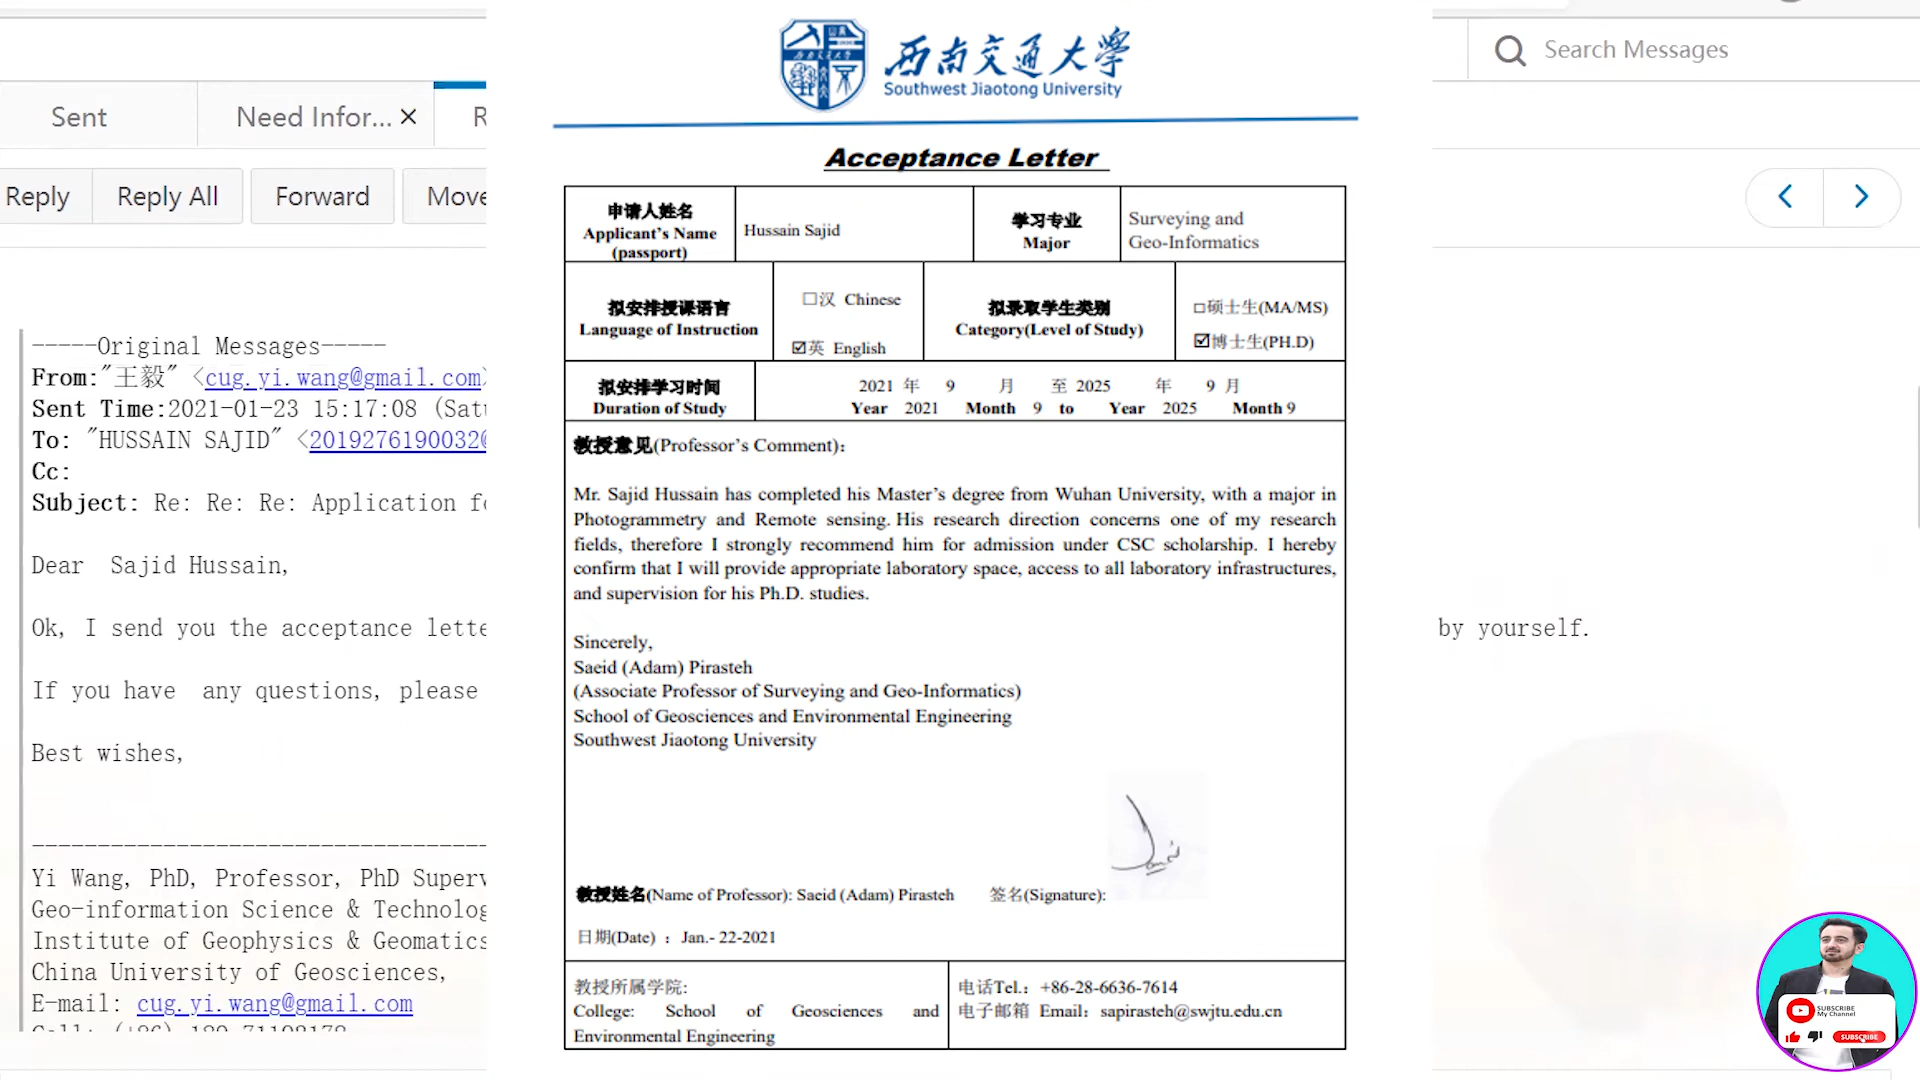 Search Messages
Sent
Need Infor...
Reply
Reply All
Forward
Move
-----Original Messages-----
From:"王毅" <cug.yi.wang@gmail.com>
Sent Time:2021-01-23 15:17:08
To: "HUSSAIN SAJID" <2019276190032@
Cc:
Subject: Re: Re: Re: Application
Dear Sajid Hussain,
Ok, I send you the acceptance
by yourself.
If you have any questions, please
Best wishes,
Yi Wang, PhD, Professor, PhD
Geo-information Science &
Institute of Geophysics & Geomatics
China University of Geosciences,
E-mail: cug.yi.wang@gmail.com
西南交通大学
Southwest Jiaotong University
Acceptance Letter
申请人姓名
Applicant's Name
(passport)
Hussain Sajid
学习专业
Major
Surveying and
Geo-Informatics
拟安排授课语言
Language of Instruction
☐汉 Chinese
☑英 English
拟录取学生类别
Category(Level of Study)
□硕士生(MA/MS)
☑博士生(PH.D)
拟安排学习时间
Duration of Study
2021 年 9 月 至 2025 年 9 月
Year 2021 Month 9 to Year 2025 Month 9
教授意见(Professor's Comment):
Mr. Sajid Hussain has completed his Master's degree from Wuhan University, with a major in
Photogrammetry and Remote sensing. His research direction concerns one of my research
fields, therefore I strongly recommend him for admission under CSC scholarship. I hereby
confirm that I will provide appropriate laboratory space, access to all laboratory infrastructures,
and supervision for his Ph.D. studies.
Sincerely,
Saeid (Adam) Pirasteh
(Associate Professor of Surveying and Geo-Informatics)
School of Geosciences and Environmental Engineering
Southwest Jiaotong University
教授姓名(Name of Professor): Saeid (Adam) Pirasteh 签名(Signature):
日期(Date) : Jan.- 22-2021
教授所属学院:
College: School of Geosciences and
Environmental Engineering
电话Tel.: +86-28-6636-7614
电子邮箱 Email: sapirasteh@swjtu.edu.cn
SUBSCRIBE
My Channel
SUBSCRIBE